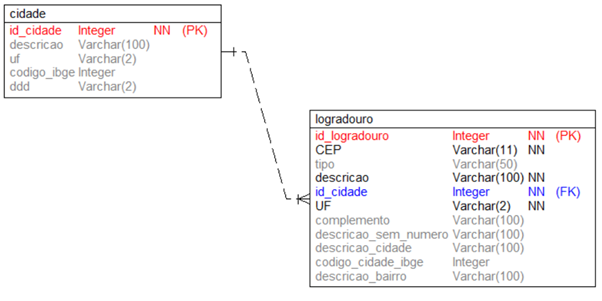 cidade
id_cidade Integer NN (PK)
descricao Varchar(100)
uf Varchar(2)
codigo_ibge Integer
ddd Varchar(2)
logradouro
id_logradouro Integer NN (PK)
CEP Varchar(11) NN
tipo Varchar(50)
descricao Varchar(100) NN
id_cidade Integer NN (FK)
UF Varchar(2) NN
complemento Varchar(100)
descricao_sem_numero Varchar(100)
descricao_cidade Varchar(100)
codigo_cidade_ibge Integer
descricao_bairro Varchar(100)